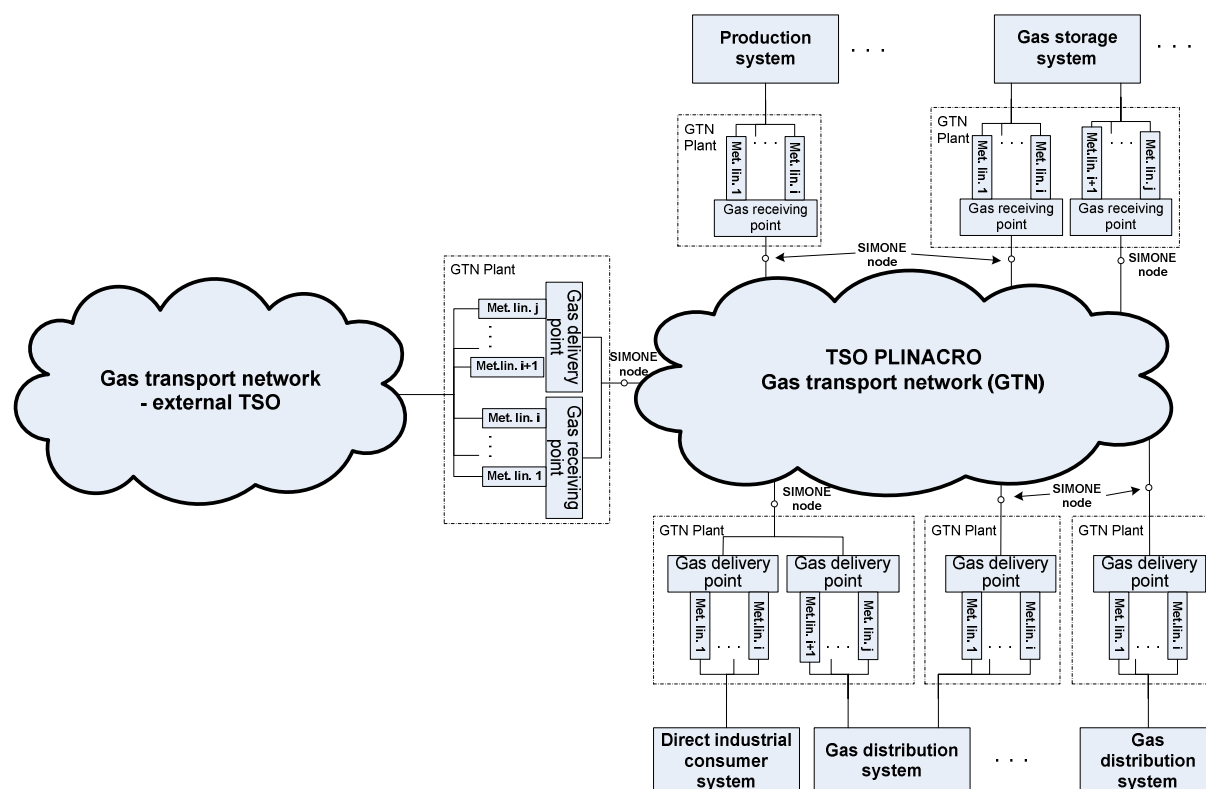 Production
system
. . .
Gas storage
system
. . .
GTN
Plant
Met. lin. 1
. . .
Met. lin. i
Gas receiving
point
GTN
Plant
Met. lin. 1
. . .
Met. lin. i
Met. lin. i+1
. . .
Met. lin. j
Gas receiving
point
Gas receiving
point
SIMONE
node
SIMONE
node
GTN Plant
Met. lin. j
. . .
Met.lin. i+1
Gas delivery
point
Met. lin. i
. . .
Met. lin. 1
Gas receiving
point
SIMONE
node
Gas transport network
- external TSO
TSO PLINACRO
Gas transport network (GTN)
SIMONE
node
SIMONE
node
GTN Plant
Gas delivery
point
Gas delivery
point
Met. lin. 1
. . .
Met.lin. i
Met.lin. i+1
. . .
Met. lin. j
GTN Plant
Gas delivery
point
Met. lin. 1
. . .
Met.lin. i
GTN Plant
Gas delivery
point
Met. lin. 1
. . .
Met.lin. i
Direct industrial
consumer
system
Gas distribution
system
. . .
Gas
distribution
system